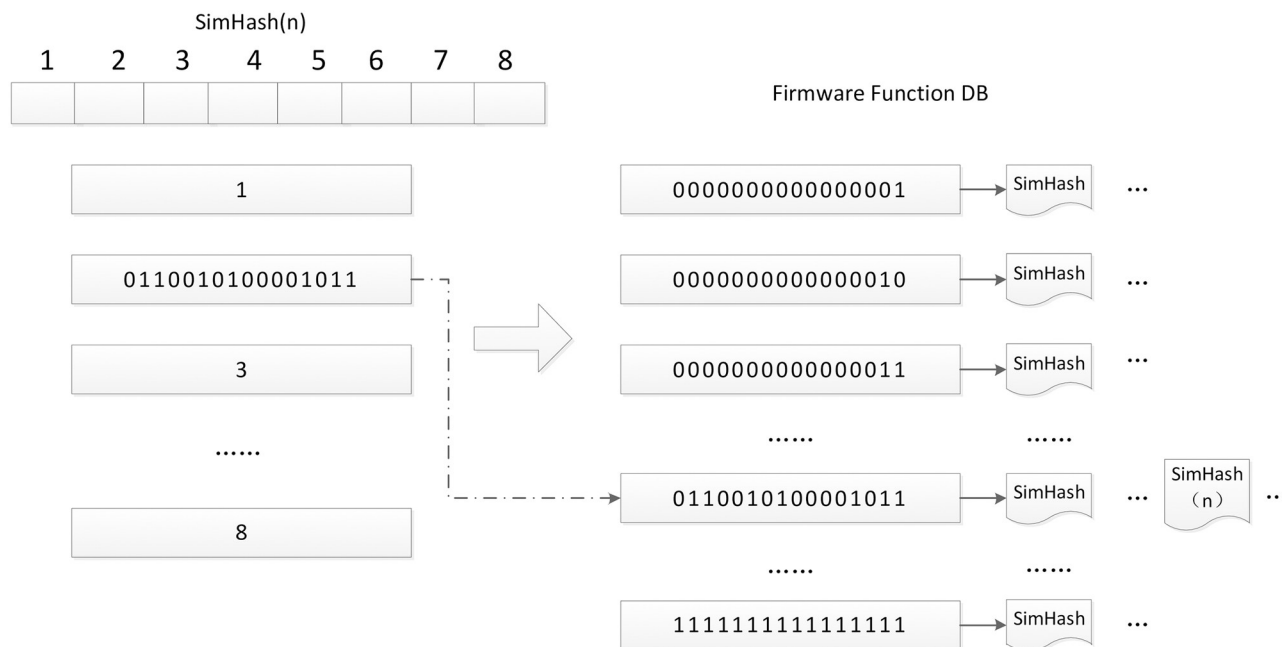 SimHash(n)
1 2 3 4 5 6 7 8
Firmware Function DB
1
0110010100001011
3
……
8
0000000000000001 SimHash …
0000000000000010 SimHash …
0000000000000011 SimHash …
…… ……
0110010100001011 SimHash … SimHash
（n） ..
…… ……
1111111111111111 SimHash …